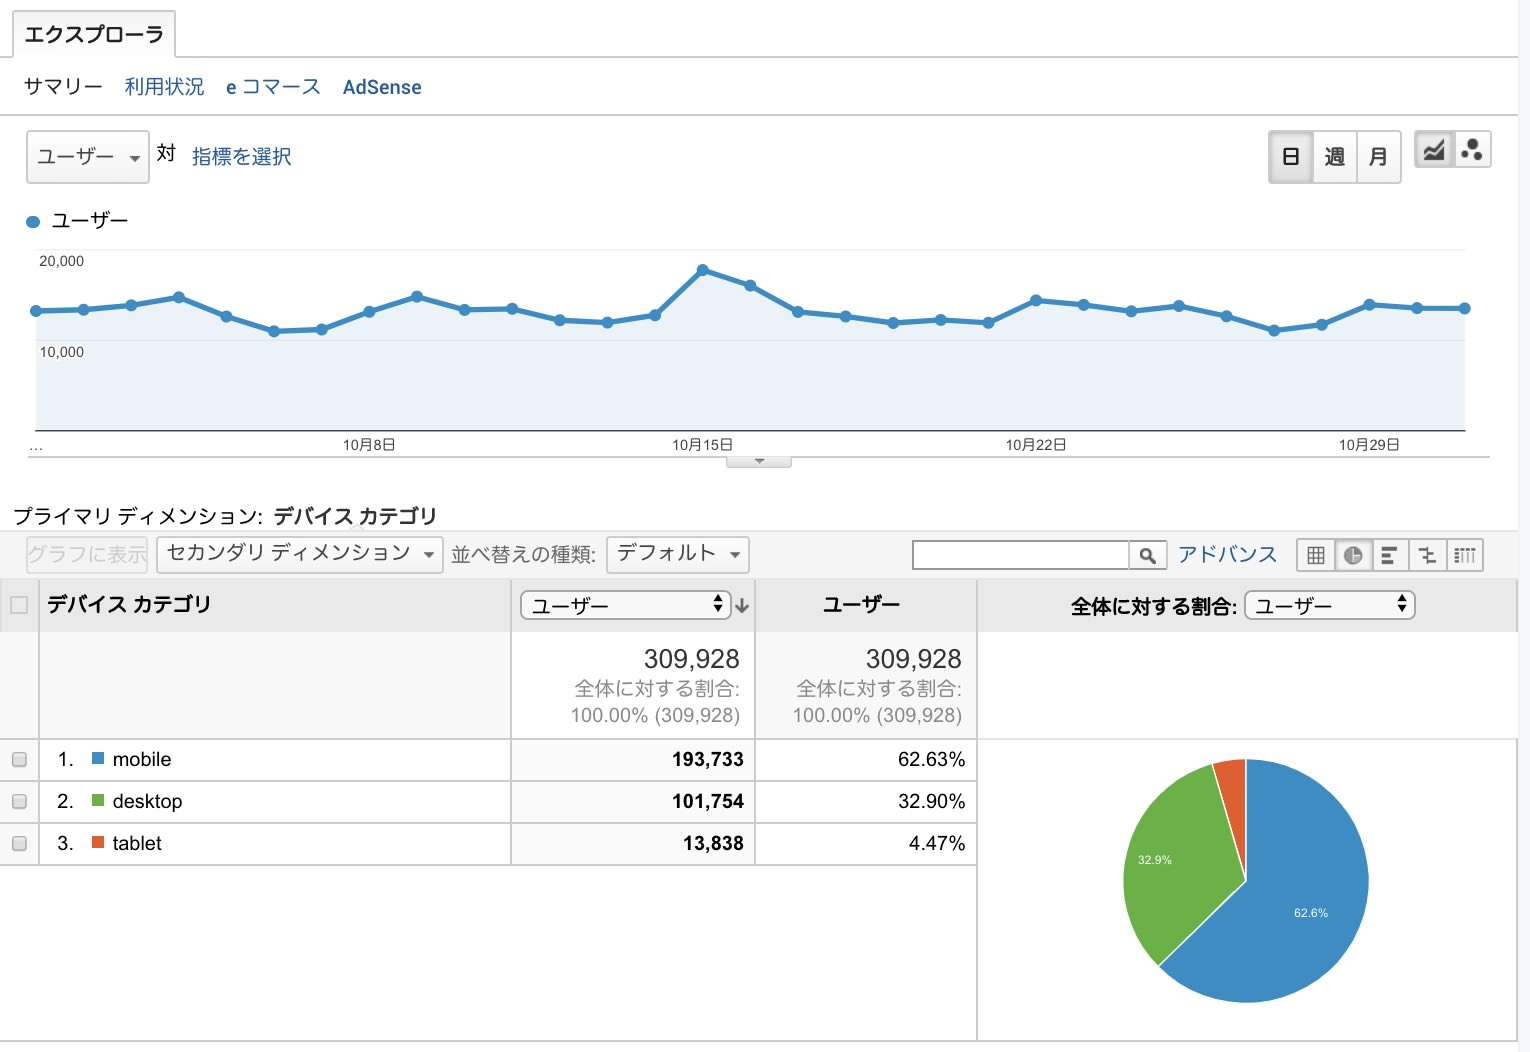 エクスプローラ
サマリー 利用状況 e コマース AdSense
ユーザー 対 指標を選択 日 週 月
ユーザー
20,000
10,000
... 10月8日 10月15日 10月22日 10月29日
プライマリ ディメンション: デバイス カテゴリ
グラフに表示 セカンダリ ディメンション 並べ替えの種類: デフォルト アドバンス
デバイス カテゴリ ユーザー ユーザー 全体に対する割合: ユーザー
309,928 309,928
全体に対する割合: 全体に対する割合:
100.00% (309,928) 100.00% (309,928)
1. mobile 193,733 62.63%
2. desktop 101,754 32.90%
3. tablet 13,838 4.47%
32.9%
62.6%